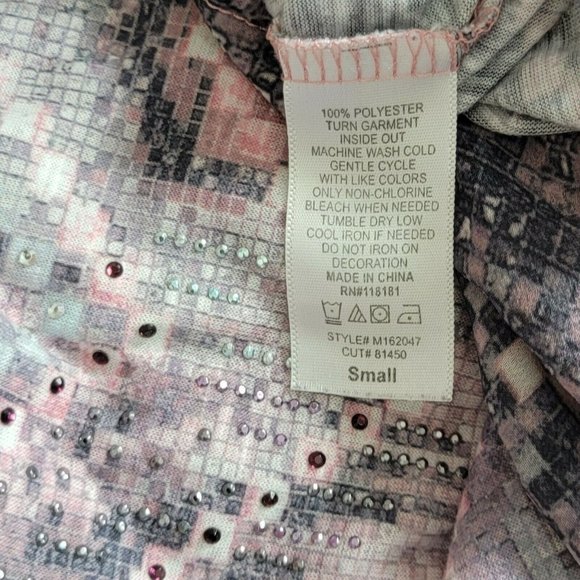 100% POLYESTER
TURN GARMENT
INSIDE OUT
MACHINE WASH COLD
GENTLE CYCLE
WITH LIKE COLORS
ONLY NON-CHLORINE
BLEACH WHEN NEEDED
TUMBLE DRY LOW
COOL IRON IF NEEDED
DO NOT IRON ON
DECORATION
MADE IN CHINA
RN#118181
STYLE# M162047
CUT# 81450
Small